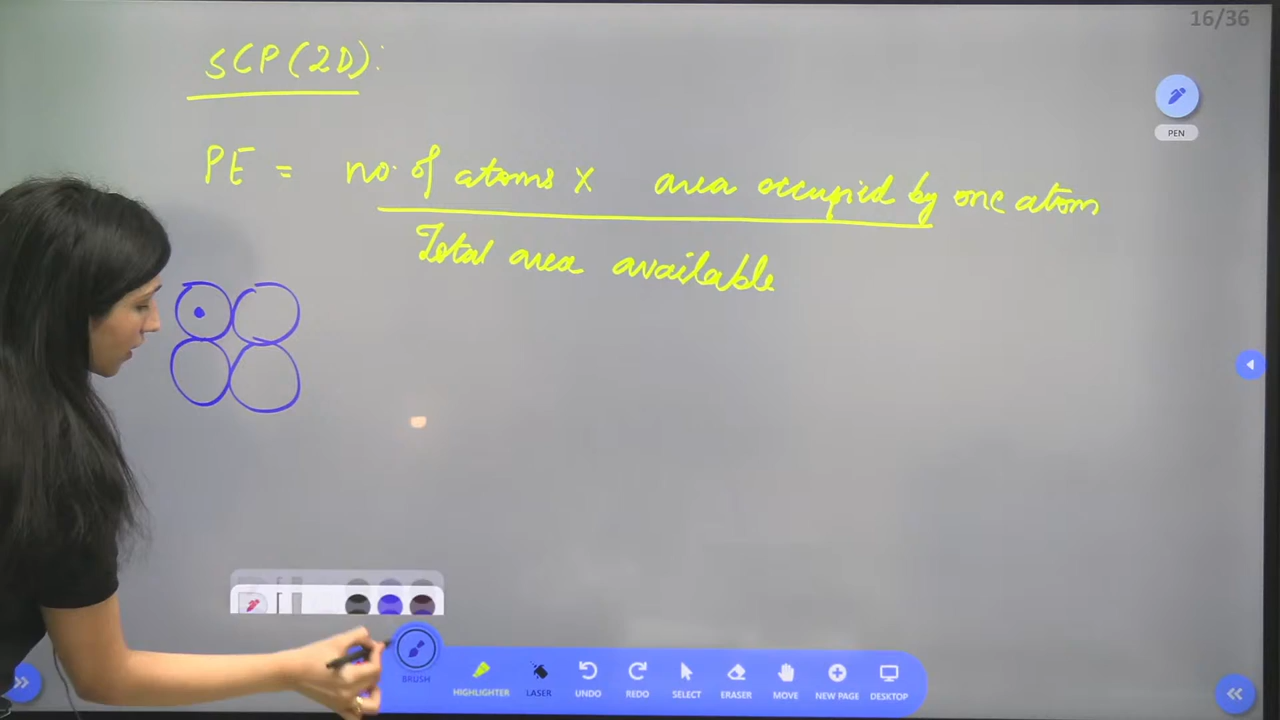 16/36
SCP (2D):
PEN
PE = no. of atoms x area occupied by one atom
Total area available
BRUSH
HIGHLIGHTER
LASER
UNDO
REDO
SELECT
ERASER
MOVE
NEW PAGE
DESKTOP